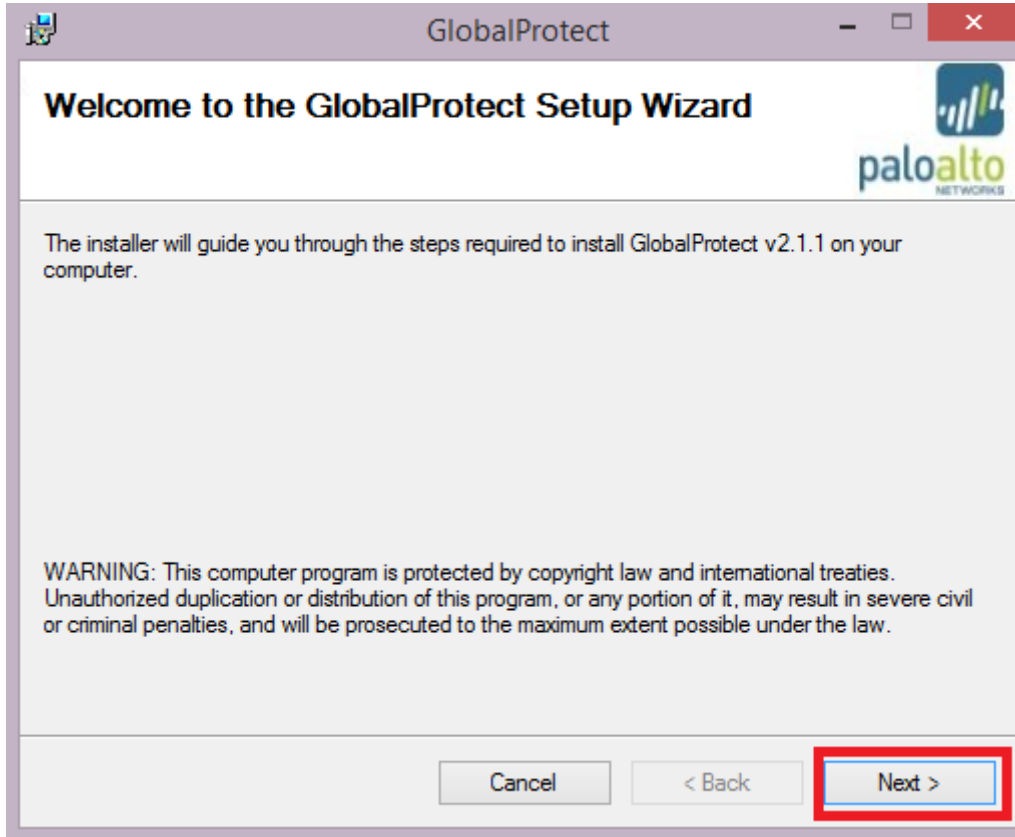 GlobalProtect
Welcome to the GlobalProtect Setup Wizard
paloalto
NETWORKS
The installer will guide you through the steps required to install GlobalProtect v2.1.1 on your
computer.
WARNING: This computer program is protected by copyright law and international treaties.
Unauthorized duplication or distribution of this program, or any portion of it, may result in severe civil
or criminal penalties, and will be prosecuted to the maximum extent possible under the law.
Cancel < Back Next >